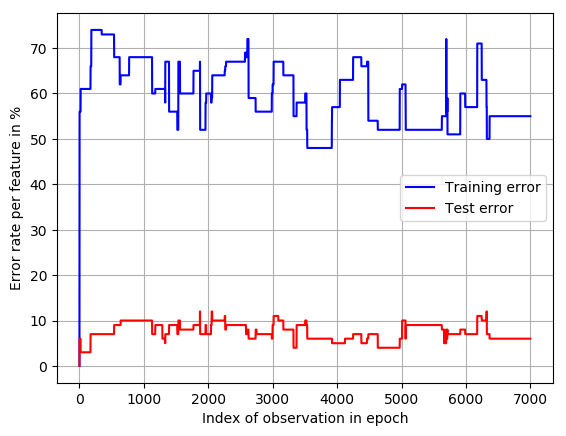 70
60
50
40
30
20
10
0
Error rate per feature in %
Training error
Test error
0 1000 2000 3000 4000 5000 6000 7000
Index of observation in epoch